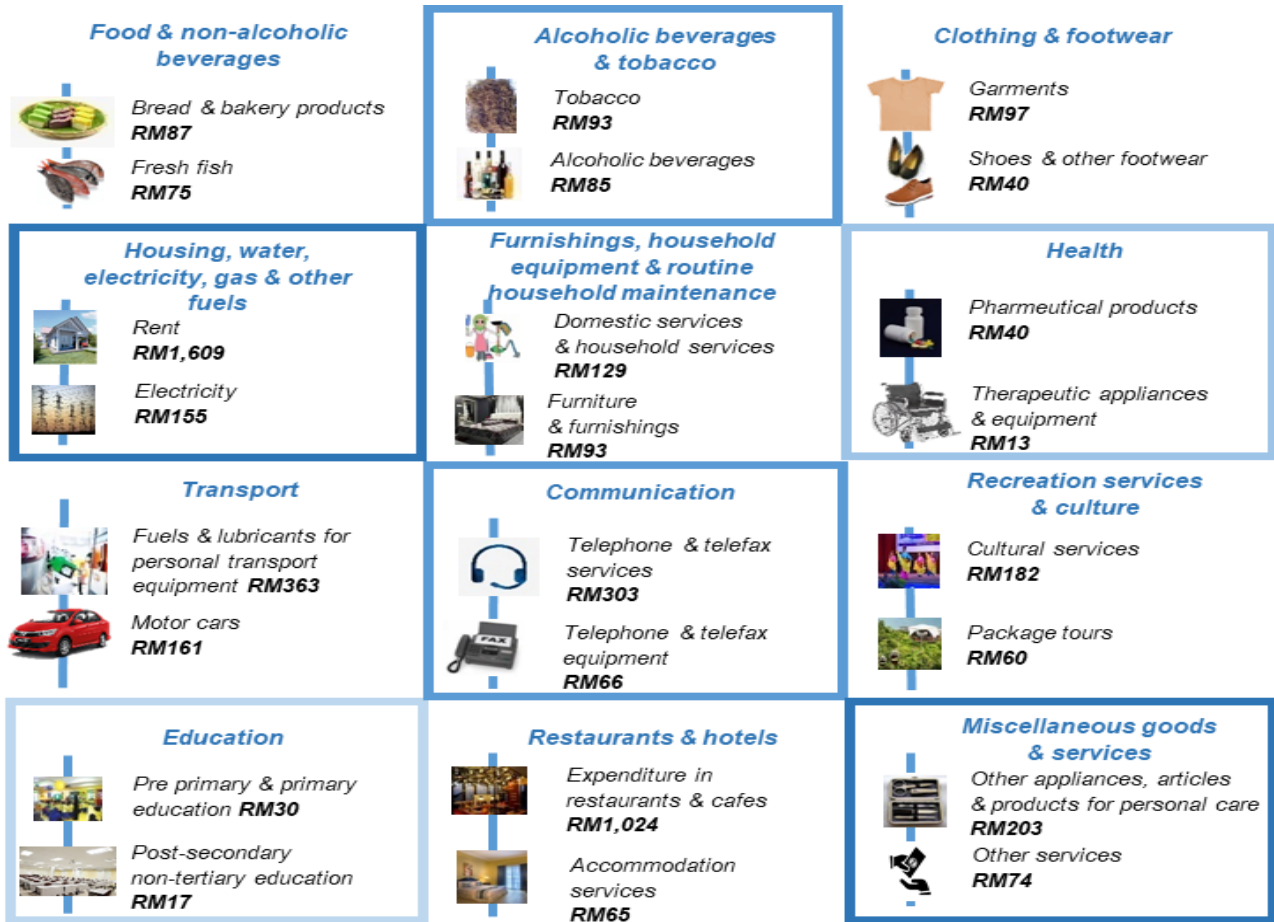 Food & non-alcoholic
beverages
Bread & bakery products
RM87
Fresh fish
RM75
Alcoholic beverages
& tobacco
Tobacco
RM93
Alcoholic beverages
RM85
Clothing & footwear
Garments
RM97
Shoes & other footwear
RM40
Housing, water,
electricity, gas & other
fuels
Rent
RM1,609
Electricity
RM155
Furnishings, household
equipment & routine
household maintenance
Domestic services
& household services
RM129
Furniture
& furnishings
RM93
Health
Pharmeutical products
RM40
Therapeutic appliances
& equipment
RM13
Transport
Fuels & lubricants for
personal transport
equipment RM363
Motor cars
RM161
Communication
Telephone & telefax
services
RM303
FAX
Telephone & telefax
equipment
RM66
Recreation services
& culture
Cultural services
RM182
Package tours
RM60
Education
Pre primary & primary
education RM30
Post-secondary
non-tertiary education
RM17
Restaurants & hotels
Expenditure in
restaurants & cafes
RM1,024
Accommodation
services
RM65
Miscellaneous goods
& services
Other appliances, articles
& products for personal care
RM203
Other services
RM74